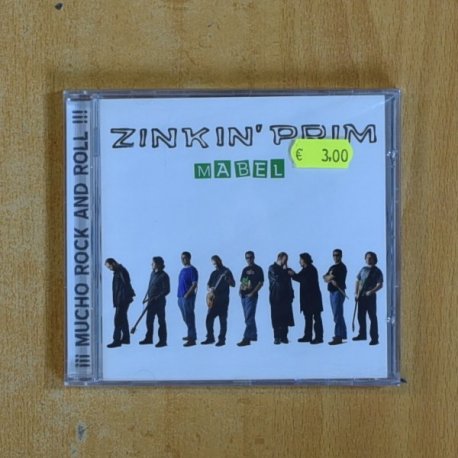 ¡¡¡ MUCHO ROCK AND ROLL !!!
ZINKIN' PRIM
MABEL
€ 3.00